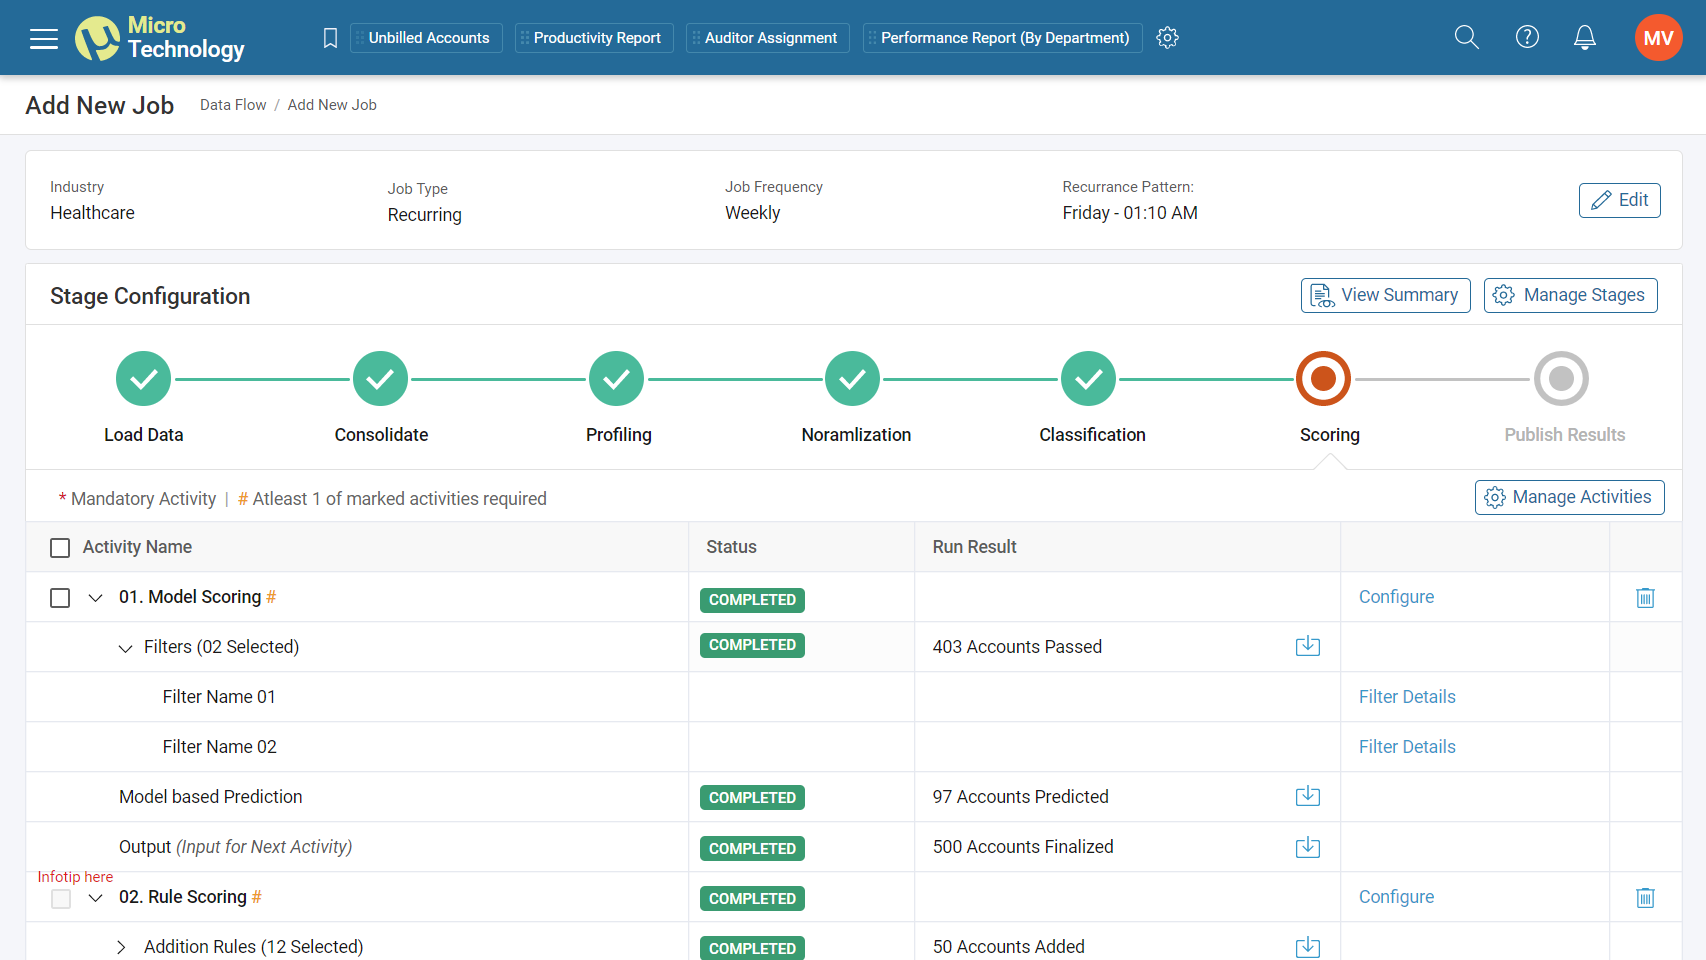 Micro
Technology
Unbilled Accounts
Productivity Report
Auditor Assignment
Performance Report (By Department)
?
MV
Add New Job
Data Flow / Add New Job
Industry
Healthcare
Job Type
Recurring
Job Frequency
Weekly
Recurrance Pattern:
Friday - 01:10 AM
Edit
Stage Configuration
View Summary
Manage Stages
Load Data
Consolidate
Profiling
Noramlization
Classification
Scoring
Publish Results
* Mandatory Activity | # Atleast 1 of marked activities required
Manage Activities
Activity Name
Status
Run Result
01. Model Scoring #
COMPLETED
Configure
Filters (02 Selected)
COMPLETED
403 Accounts Passed
Filter Name 01
Filter Details
Filter Name 02
Filter Details
Model based Prediction
COMPLETED
97 Accounts Predicted
Output (Input for Next Activity)
COMPLETED
500 Accounts Finalized
Infotip here
02. Rule Scoring #
COMPLETED
Configure
Addition Rules (12 Selected)
COMPLETED
50 Accounts Added